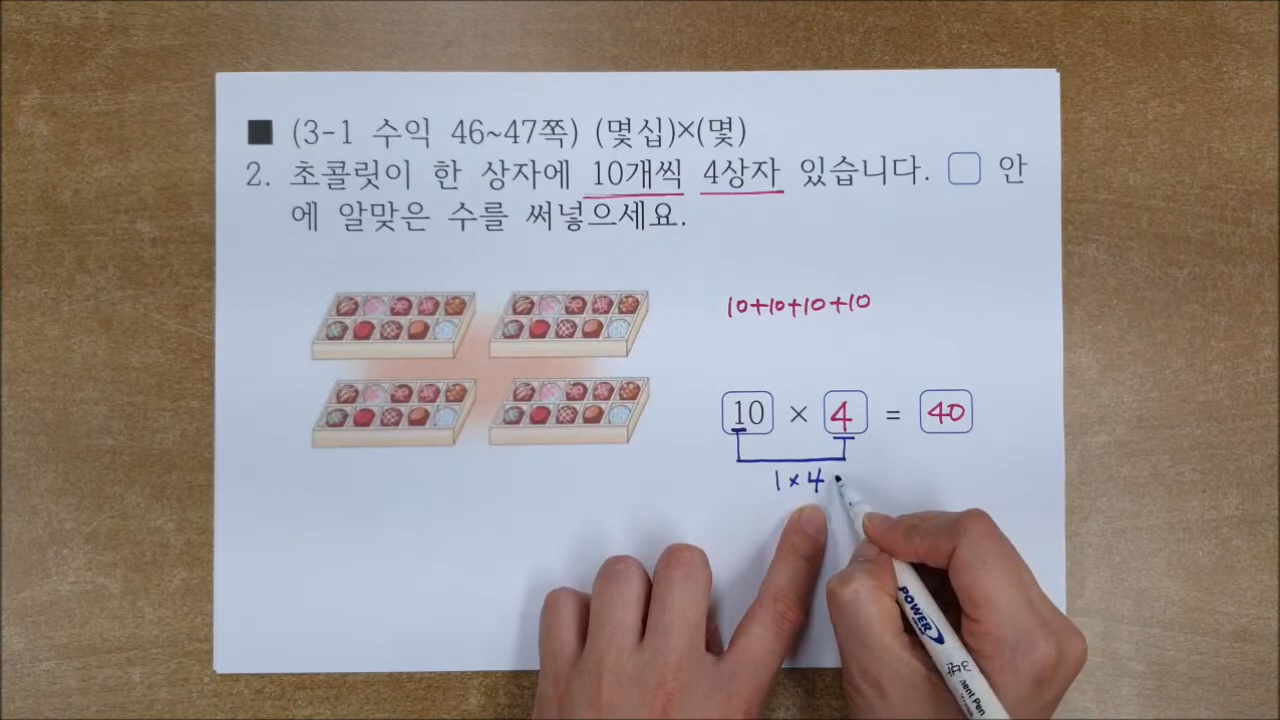 ■ (3-1 수익 46~47쪽) (몇십)×(몇)
2. 초콜릿이 한 상자에 10개씩 4상자 있습니다. □ 안
에 알맞은 수를 써넣으세요.
10+10+10+10
10 × 4 = 40
1×4
POWER